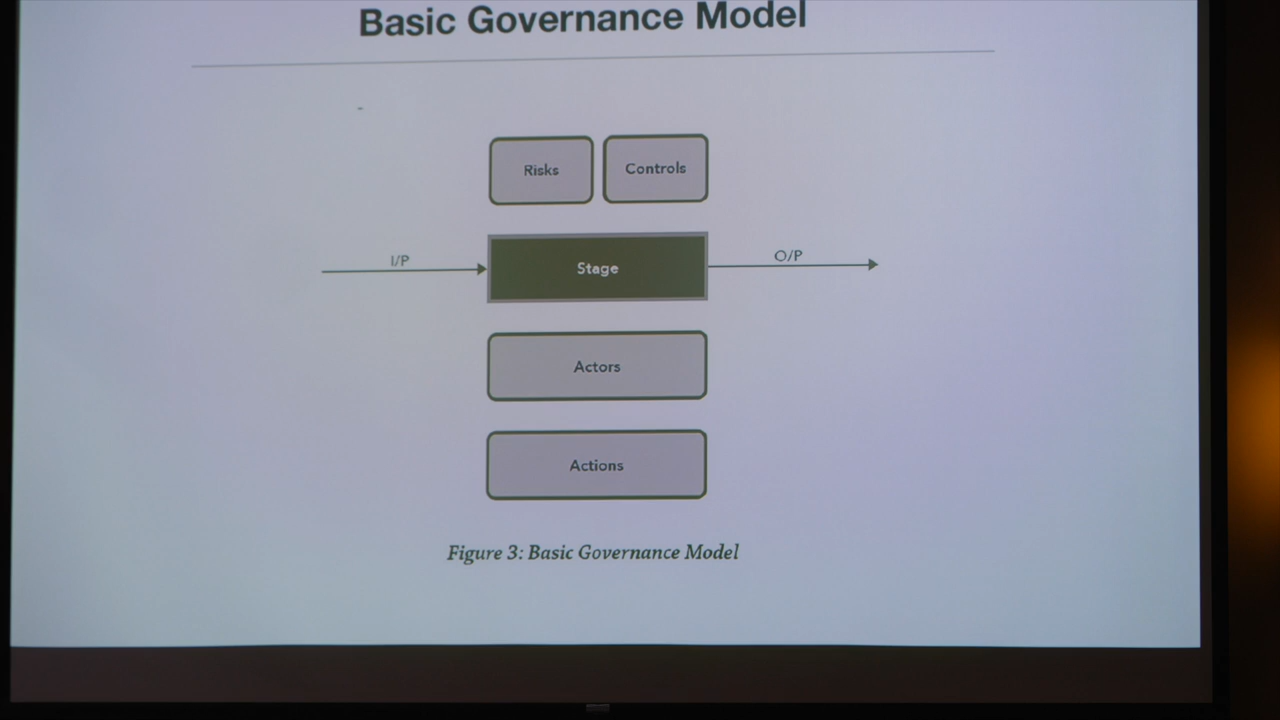 Basic Governance Model
Risks
Controls
I/P
Stage
O/P
Actors
Actions
Figure 3: Basic Governance Model